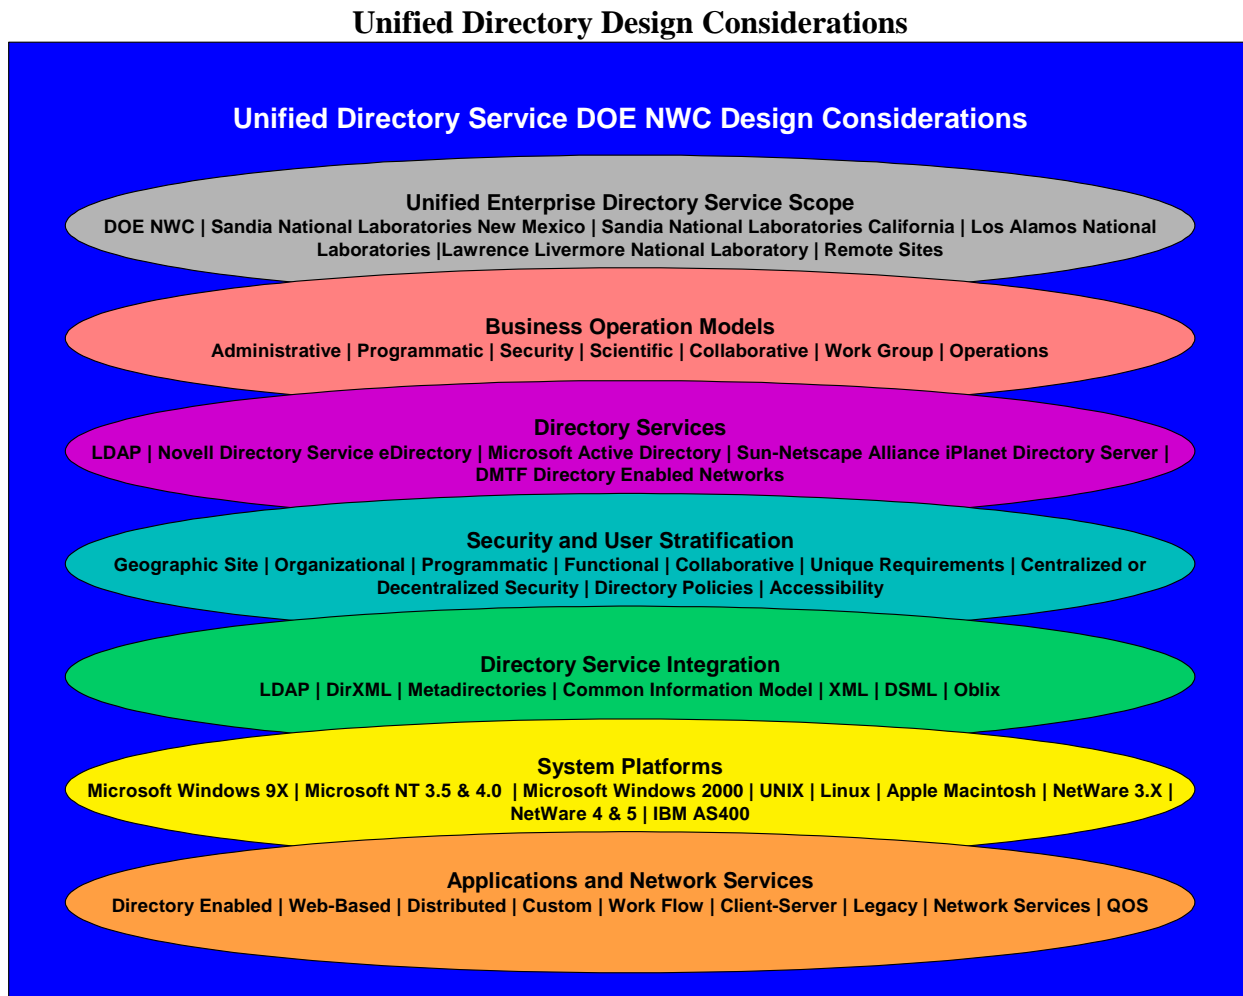 Unified Directory Design Considerations
Unified Directory Service DOE NWC Design Considerations
Unified Enterprise Directory Service Scope
DOE NWC | Sandia National Laboratories New Mexico | Sandia National Laboratories California | Los Alamos National
Laboratories |Lawrence Livermore National Laboratory | Remote Sites
Business Operation Models
Administrative | Programmatic | Security | Scientific | Collaborative | Work Group | Operations
Directory Services
LDAP | Novell Directory Service eDirectory | Microsoft Active Directory | Sun-Netscape Alliance iPlanet Directory Server |
DMTF Directory Enabled Networks
Security and User Stratification
Geographic Site | Organizational | Programmatic | Functional | Collaborative | Unique Requirements | Centralized or
Decentralized Security | Directory Policies | Accessibility
Directory Service Integration
LDAP | DirXML | Metadirectories | Common Information Model | XML | DSML | Oblix
System Platforms
Microsoft Windows 9X | Microsoft NT 3.5 & 4.0 | Microsoft Windows 2000 | UNIX | Linux | Apple Macintosh | NetWare 3.X |
NetWare 4 & 5 | IBM AS400
Applications and Network Services
Directory Enabled | Web-Based | Distributed | Custom | Work Flow | Client-Server | Legacy | Network Services | QOS